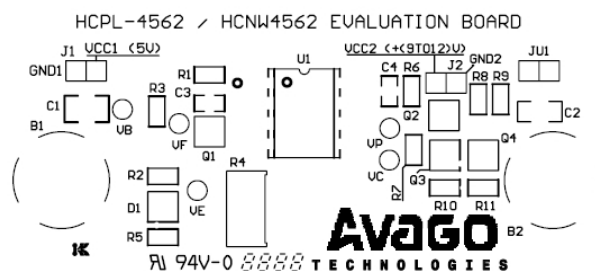 HCPL-4562 / HCNW4562 EVALUATION BOARD
J1 VCC1 (5V)
GND1
R1
U1
VCC2 (+(9TO12)V)
GND2
JU1
C4 R6 J2
R8 R9
C1
R3
C3
VB
VF
Q1
Q2
C2
B1
VP
VC
Q4
R7
Q3
R2
R4
D1
VE
R5
R10 R11
B2
94V-0 8888
AVAGO
TECHNOLOGIES